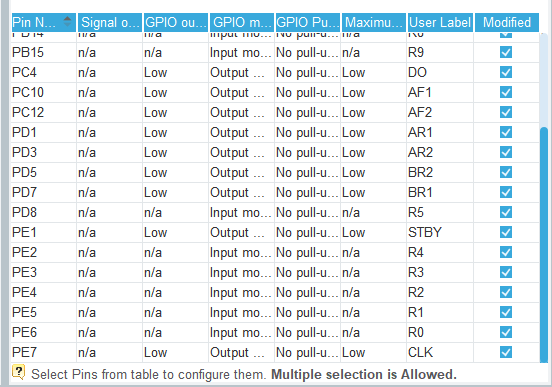 Pin N... Signal o... GPIO ou... GPIO m... GPIO Pu... Maximu... User Label Modified
PB14 n/a n/a Input mo... No pull-u... n/a R6
PB15 n/a n/a Input mo... No pull-u... n/a R9
PC4 n/a Low Output ... No pull-u... Low DO
PC10 n/a Low Output ... No pull-u... Low AF1
PC12 n/a Low Output ... No pull-u... Low AF2
PD1 n/a Low Output ... No pull-u... Low AR1
PD3 n/a Low Output ... No pull-u... Low AR2
PD5 n/a Low Output ... No pull-u... Low BR2
PD7 n/a Low Output ... No pull-u... Low BR1
PD8 n/a n/a Input mo... No pull-u... n/a R5
PE1 n/a Low Output ... No pull-u... Low STBY
PE2 n/a n/a Input mo... No pull-u... n/a R4
PE3 n/a n/a Input mo... No pull-u... n/a R3
PE4 n/a n/a Input mo... No pull-u... n/a R2
PE5 n/a n/a Input mo... No pull-u... n/a R1
PE6 n/a n/a Input mo... No pull-u... n/a R0
PE7 n/a Low Output ... No pull-u... Low CLK
Select Pins from table to configure them. Multiple selection is Allowed.